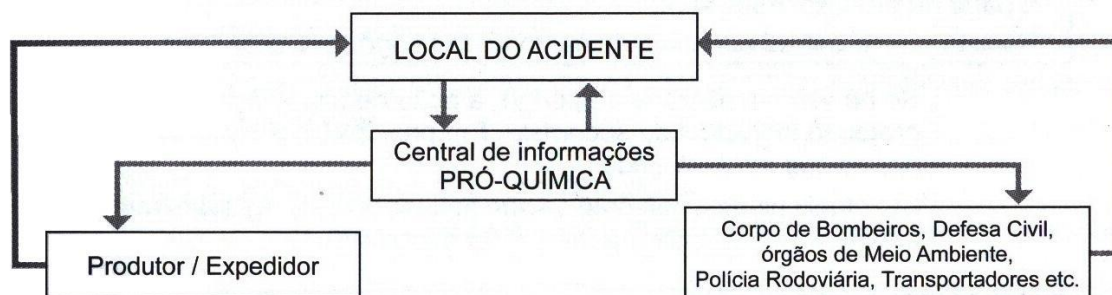 LOCAL DO ACIDENTE
Central de informações
PRÓ-QUÍMICA
Produtor / Expedidor
Corpo de Bombeiros, Defesa Civil,
órgãos de Meio Ambiente,
Polícia Rodoviária, Transportadores etc.